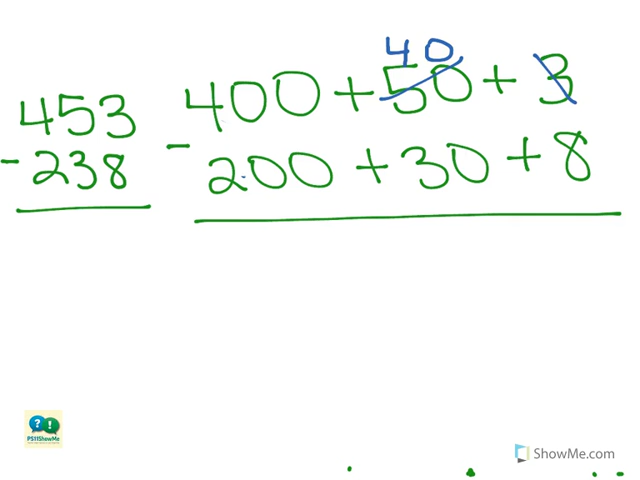 40
453 400 + 50 + 3
- 238 - 200 + 30 + 8
? !
PS11ShowMe
ShowMe.com